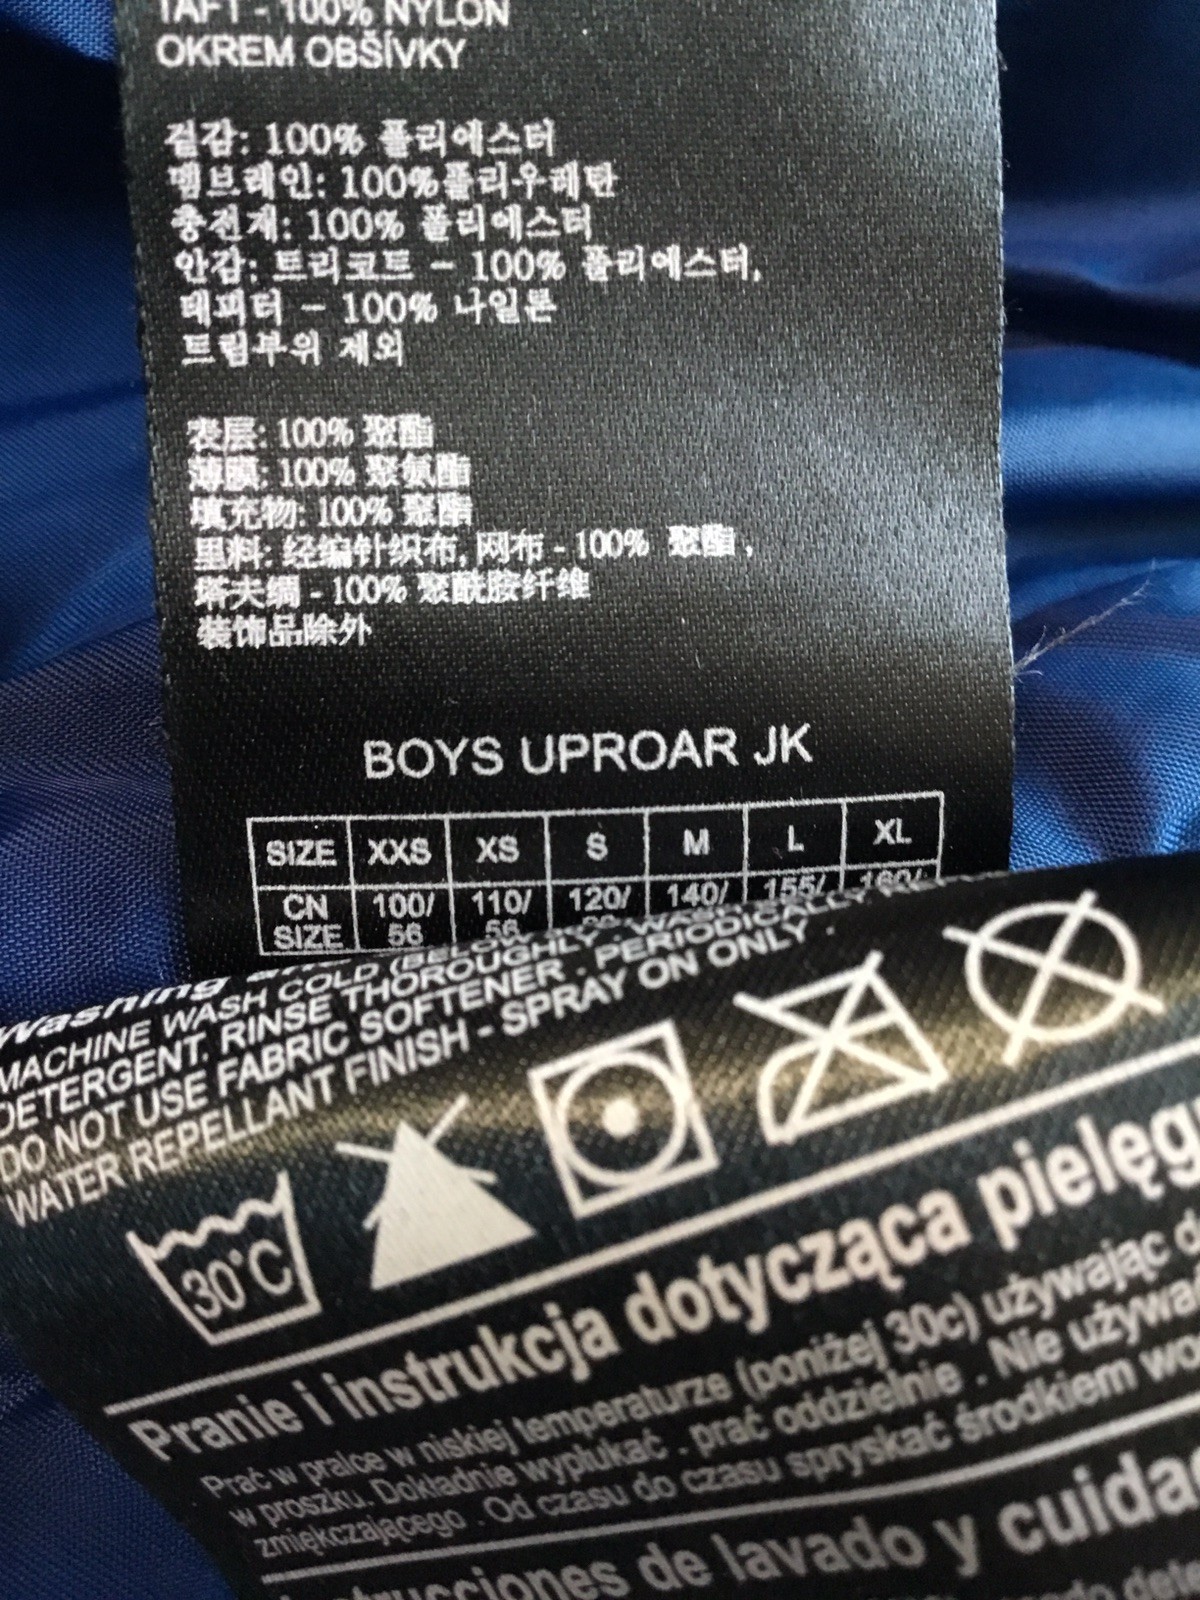 TAFT - 100% NYLON
OKREM OBŠÍVKY
겉감: 100% 폴리에스터
멤브레인: 100%폴리우레탄
충전재: 100% 폴리에스터
안감: 트리코트 - 100% 폴리에스터,
태피터 - 100% 나일론
트림부위 제외
表层: 100% 聚酯
薄膜: 100% 聚氨酯
填充物: 100% 聚酯
里料: 经编针织布, 网布 - 100% 聚酯,
塔夫绸 - 100% 聚酰胺纤维
装饰品除外
BOYS UPROAR JK
SIZE XXS XS S M L XL
CN 100/ 110/ 120/ 140/ 155/ 160/
SIZE 56 56
Washing
MACHINE WASH COLD (BELOW WASH
DETERGENT. RINSE THOROUGHLY
DO NOT USE FABRIC SOFTENER . PERIODICALLY
WATER REPELLANT FINISH - SPRAY ON ONLY .
30°C
Pranie i instrukcja dotycząca pielęg
Prać w pralce w niskiej temperaturze (poniżej 30c) używając d
w proszku. Dokładnie wypłukać . prać oddzielnie . Nie używa
zmiękczającego . Od czasu do czasu spryskać środkiem wo
trucciones de lavado y cuidad